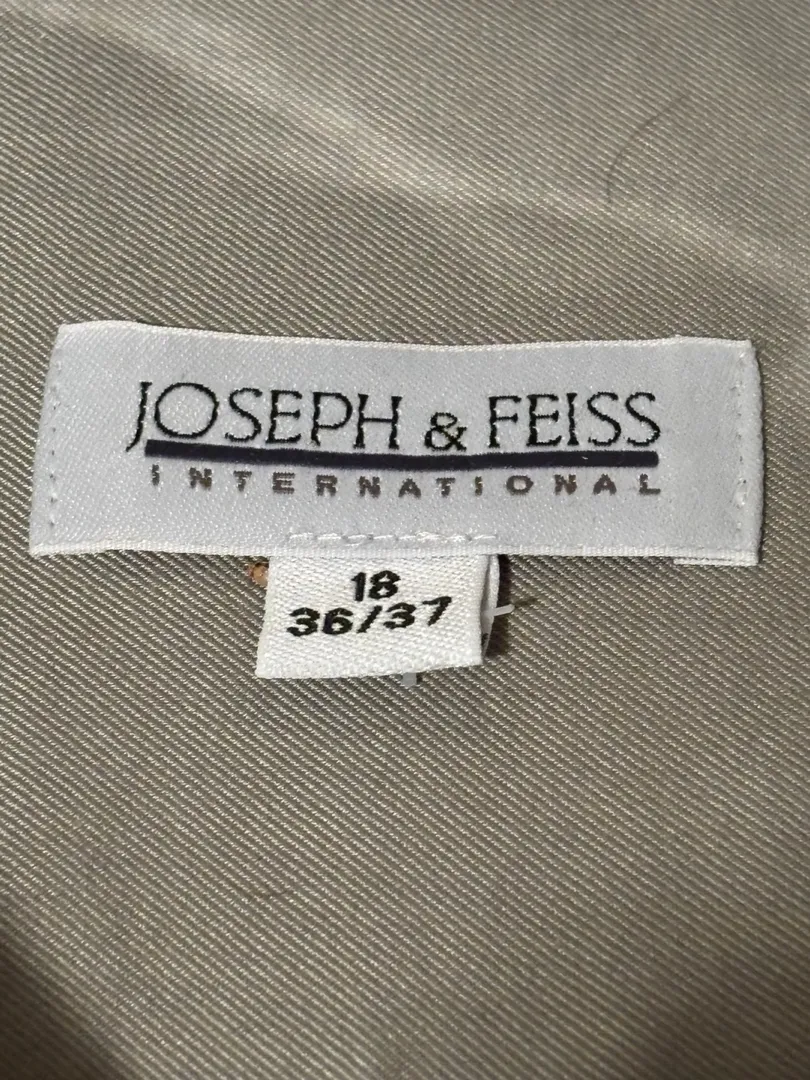 JOSEPH & FEISS
INTERNATIONAL
18
36/37